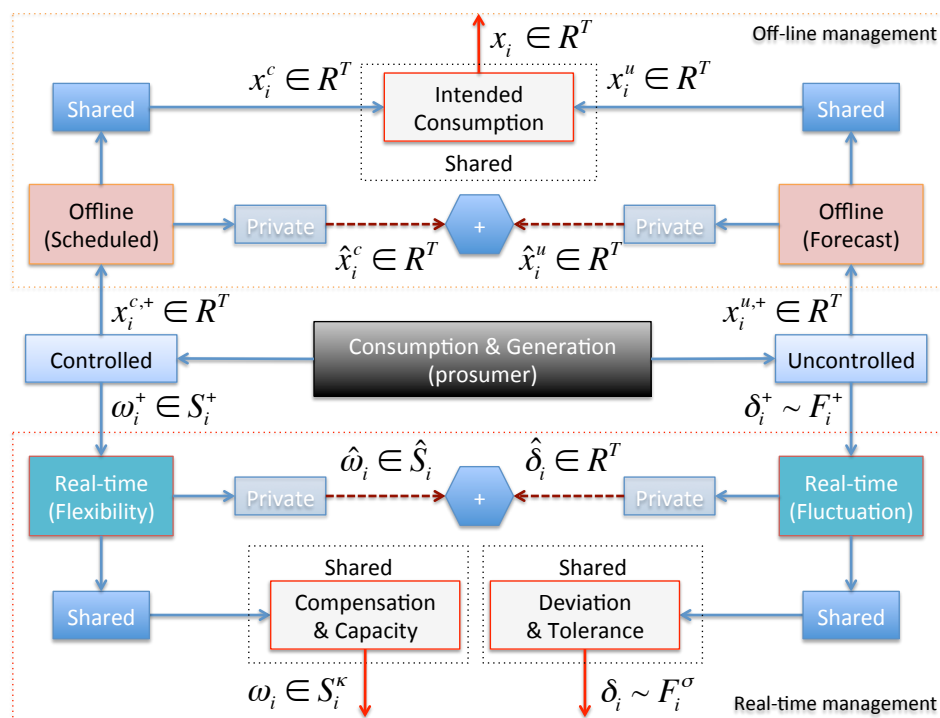 x_i ∈ R^T
Off-line management
x_i^c ∈ R^T
x_i^u ∈ R^T
Shared
Intended
Consumption
Shared
Shared
Offline
(Scheduled)
Private
+
Private
Offline
(Forecast)
x̂_i^c ∈ R^T
x̂_i^u ∈ R^T
x_i^{c,+} ∈ R^T
x_i^{u,+} ∈ R^T
Controlled
Consumption & Generation
(prosumer)
Uncontrolled
ω_i^+ ∈ S_i^+
δ_i^+ ~ F_i^+
ω̂_i ∈ Ŝ_i
δ̂_i ∈ R^T
Real-time
(Flexibility)
Private
+
Private
Real-time
(Fluctuation)
Shared
Shared
Shared
Compensation
& Capacity
Deviation
& Tolerance
Shared
ω_i ∈ S_i^κ
δ_i ~ F_i^σ
Real-time management